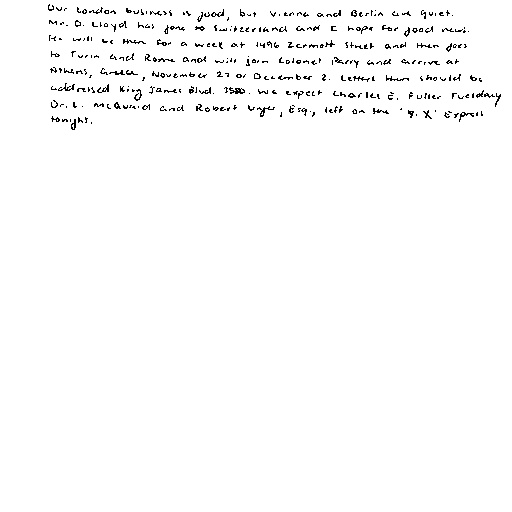 Our London business is good, but Vienna and Berlin are quiet.
Mr. D. Lloyd has gone to Switzerland and I hope for good news.
He will be there for a week at 1496 Zermott Street and then goes
to Turin and Rome and will join Colonel Parry and arrive at
Athens, Greece, November 27 or December 2. Letters there should be
addressed King James Blvd. 3580. We expect Charles E. Fuller Tuesday
Dr. L. McQuaid and Robert Unger, Esq., left on the "Y. X" Express
tonight.